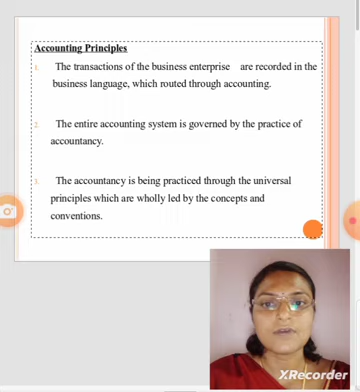 Accounting Principles
1. The transactions of the business enterprise are recorded in the
business language, which routed through accounting.
2. The entire accounting system is governed by the practice of
accountancy.
3. The accountancy is being practiced through the universal
principles which are wholly led by the concepts and
conventions.
XRecorder